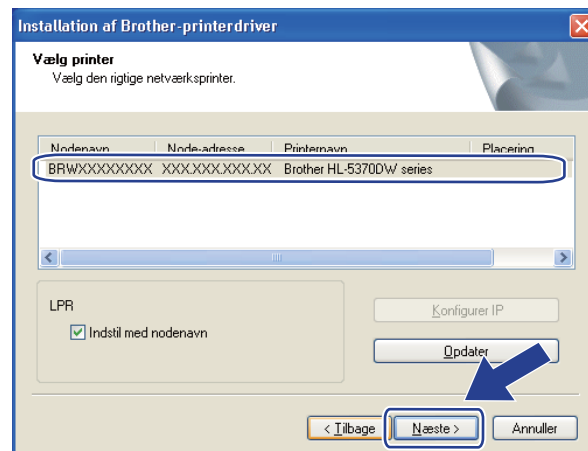 Installation af Brother-printerdriver
Vælg printer
Vælg den rigtige netværksprinter.
Nodenavn Node-adresse Printernavn Placering
BRWXXXXXXXX XXX.XXX.XXX.XX Brother HL-5370DW series
LPR
Indstil med nodenavn
Konfigurer IP
Opdater
< Tilbage Næste > Annuller